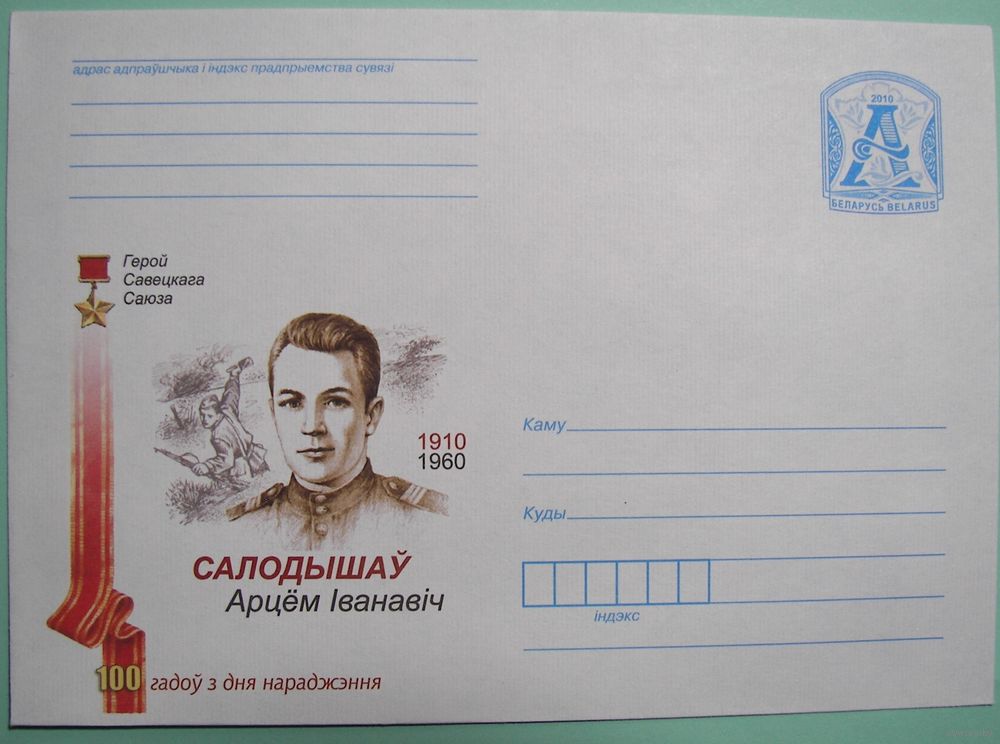 адрас адпраўшчыка і індэкс прадпрыемства сувязі
2010
А
БЕЛАРУСЬ BELARUS
Герой
Савецкага
Саюза
1910
1960
САЛОДЫШАЎ
Арцём Іванавіч
100 гадоў з дня нараджэння
Каму
Куды
індэкс